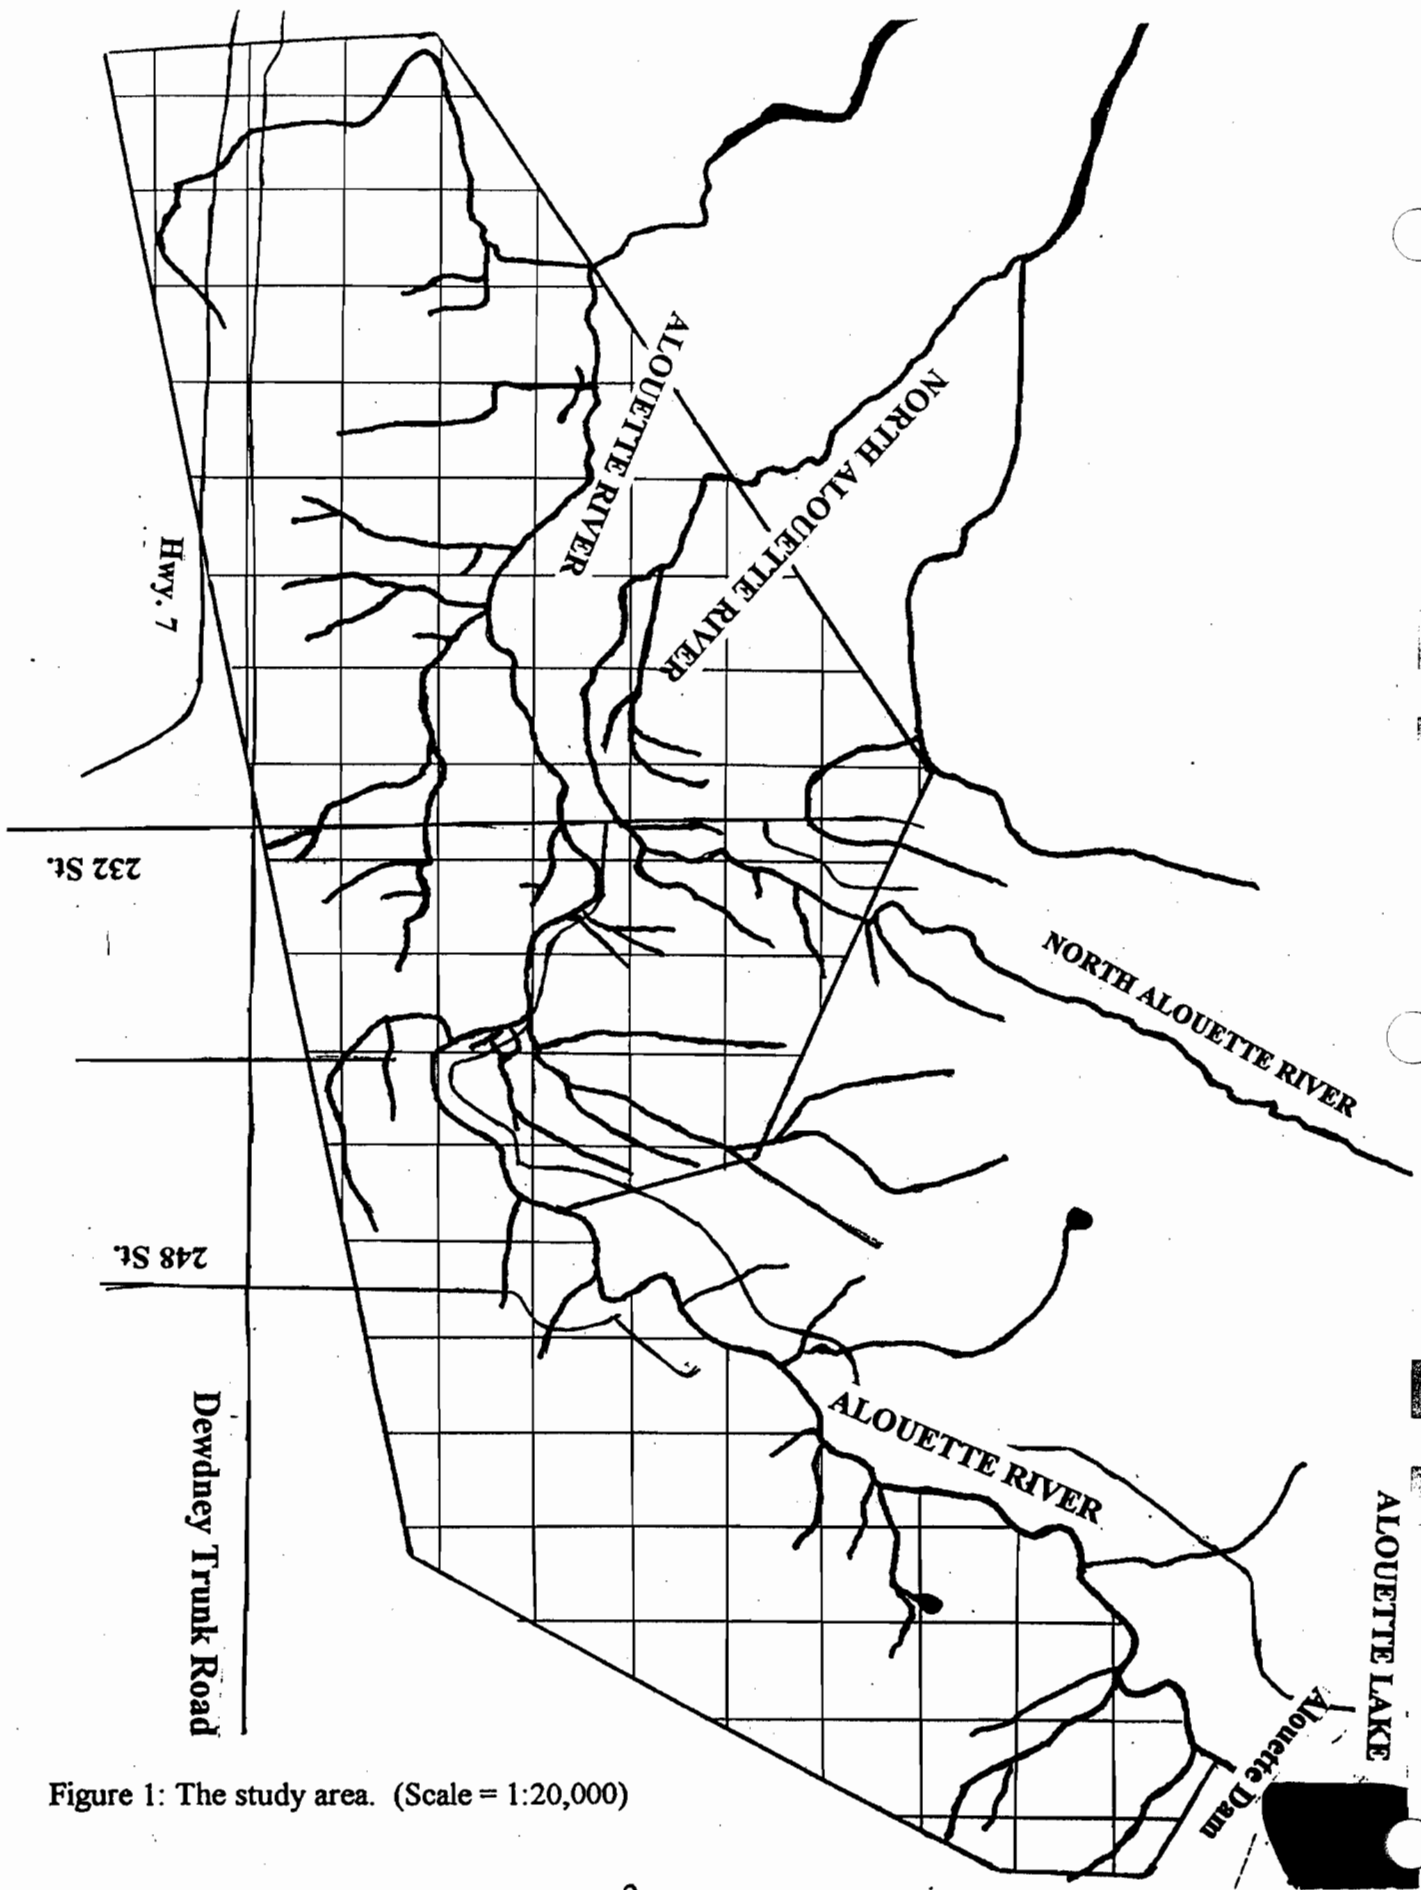 ALOUETTE RIVER
NORTH ALOUETTE RIVER
Hwy. 7
232 St.
NORTH ALOUETTE RIVER
248 St.
Dewdney Trunk Road
ALOUETTE RIVER
ALOUETTE LAKE
Alouette Dam
Figure 1: The study area. (Scale = 1:20,000)